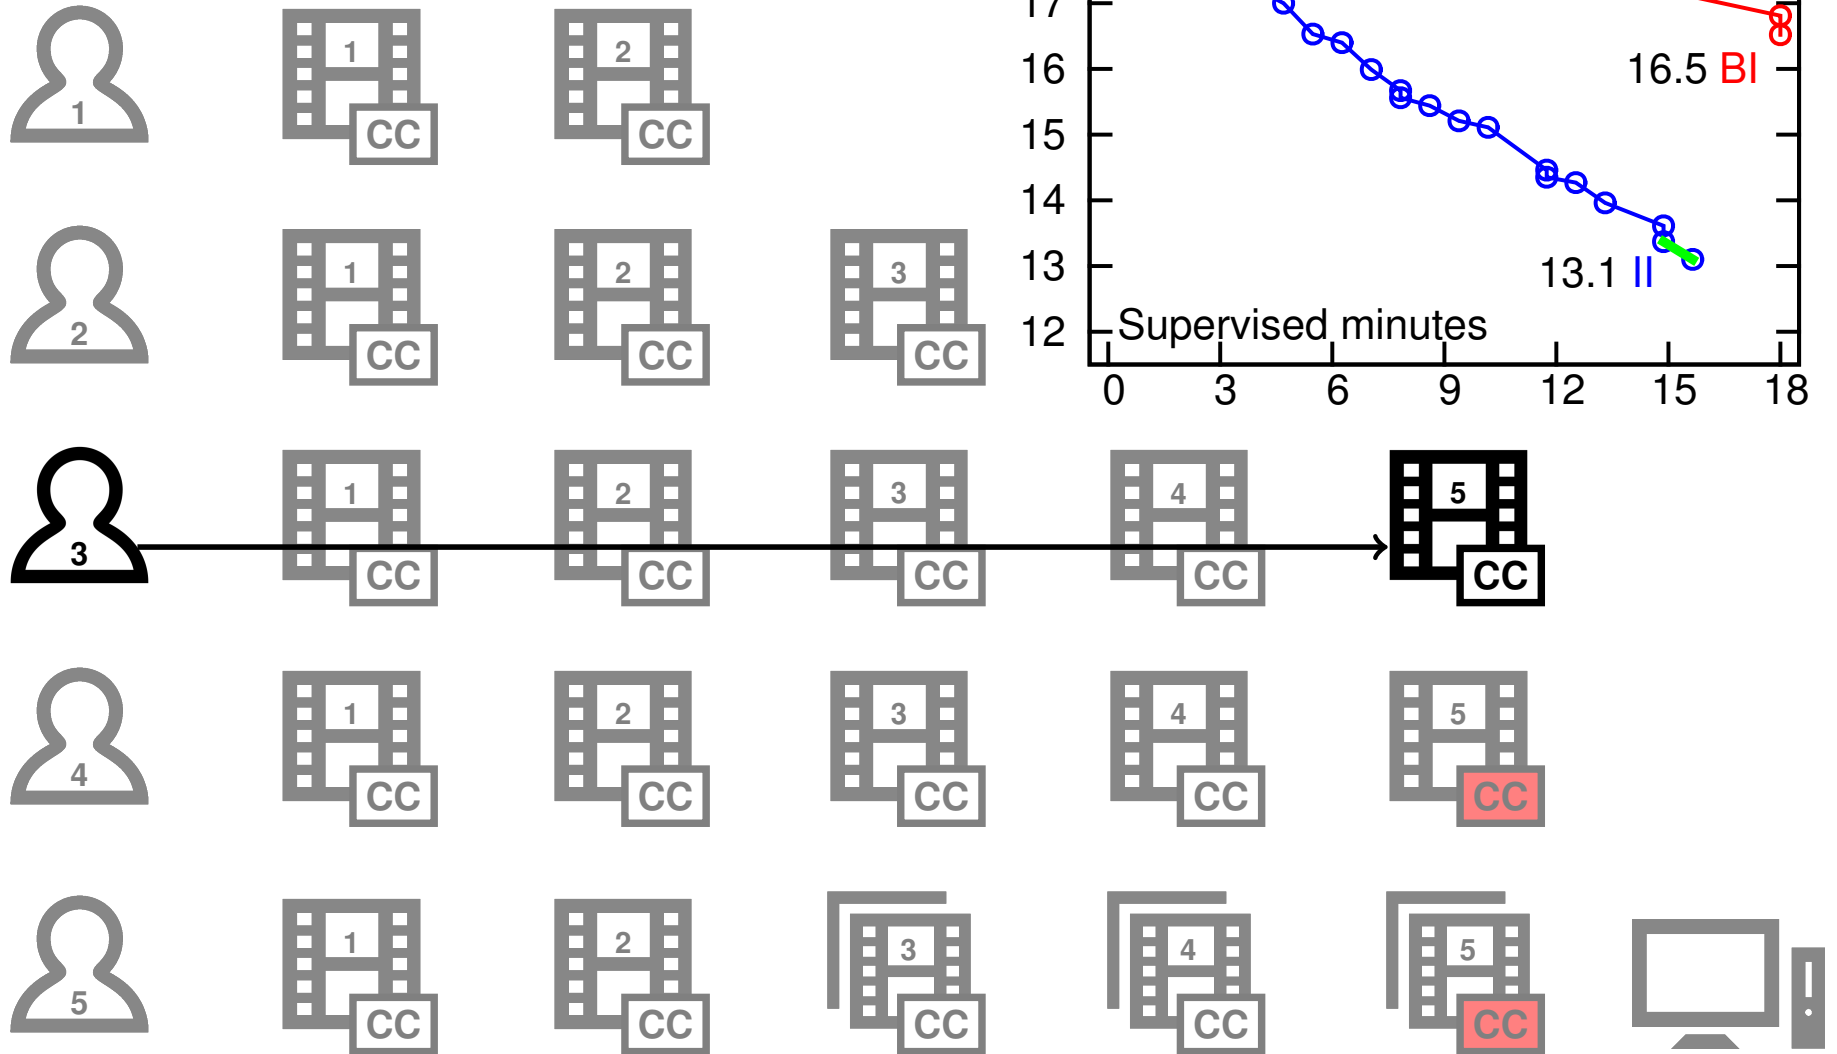 17
1 1 2 16 16.5 BI
CC CC 15
14
1 2 3 13 13.1 II
2 CC CC CC 12 Supervised minutes
0 3 6 9 12 15 18
1 2 3 4 5
3 CC CC CC CC CC
1 2 3 4 5
4 CC CC CC CC CC
1 2 3 4 5
5 CC CC CC CC CC